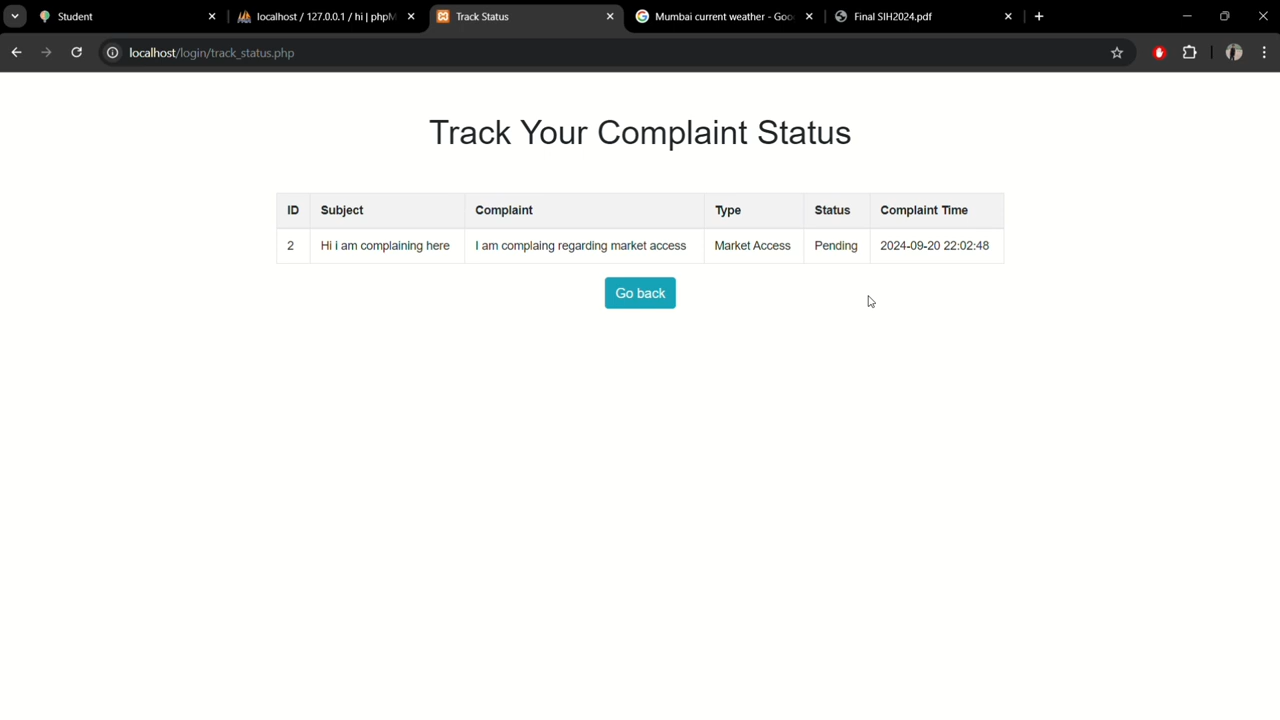 Student
localhost / 127.0.0.1 / hi | phpM
Track Status
Mumbai current weather - Goo
Final SIH2024.pdf
localhost/login/track_status.php
Track Your Complaint Status
ID Subject Complaint Type Status Complaint Time
2 Hi i am complaining here I am complaing regarding market access Market Access Pending 2024-09-20 22:02:48
Go back